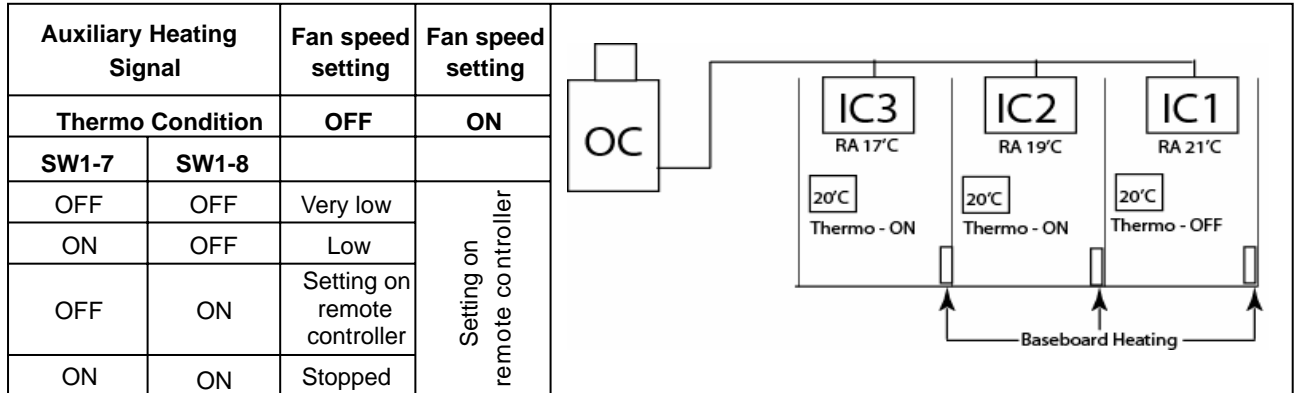 Auxiliary Heating
Signal
Fan speed
setting
Fan speed
setting
Thermo Condition
OFF
ON
SW1-7
SW1-8
OFF
OFF
Very low
Setting on
remote controller
ON
OFF
Low
OFF
ON
Setting on
remote
controller
ON
ON
Stopped
OC
IC3
RA 17'C
20'C
Thermo - ON
IC2
RA 19'C
20'C
Thermo - ON
IC1
RA 21'C
20'C
Thermo - OFF
Baseboard Heating